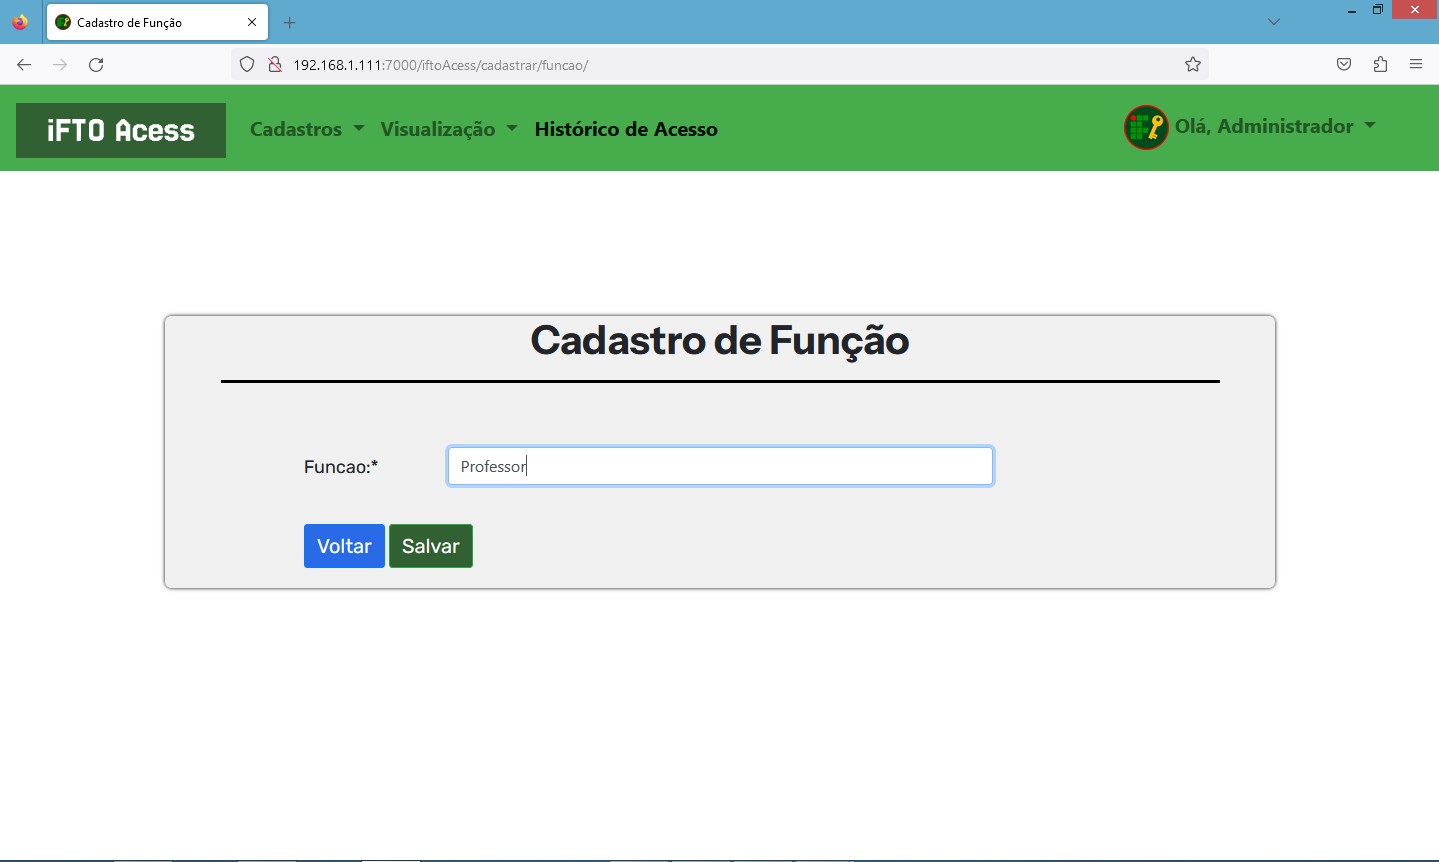 Cadastro de Função
192.168.1.111:7000/iftoAcess/cadastrar/funcao/
iFTO Acess
Cadastros
Visualização
Histórico de Acesso
Olá, Administrador
Cadastro de Função
Funcao:*
Professor
Voltar
Salvar